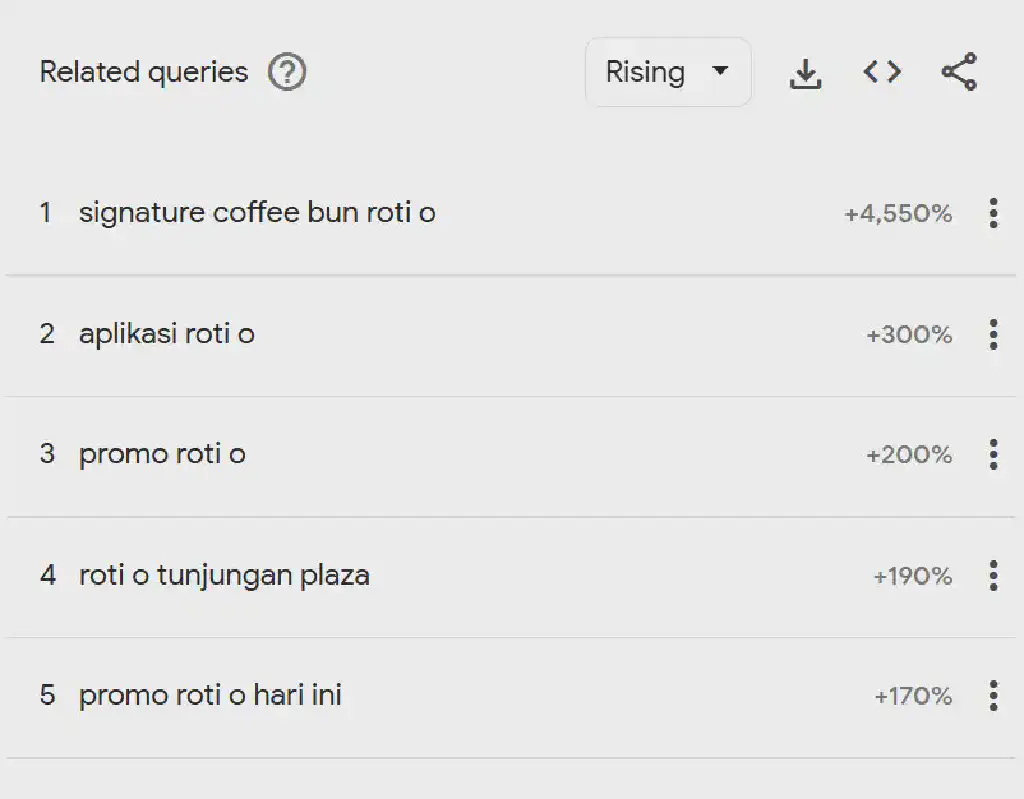 Related queries
Rising
1 signature coffee bun roti o +4,550%
2 aplikasi roti o +300%
3 promo roti o +200%
4 roti o tunjungan plaza +190%
5 promo roti o hari ini +170%